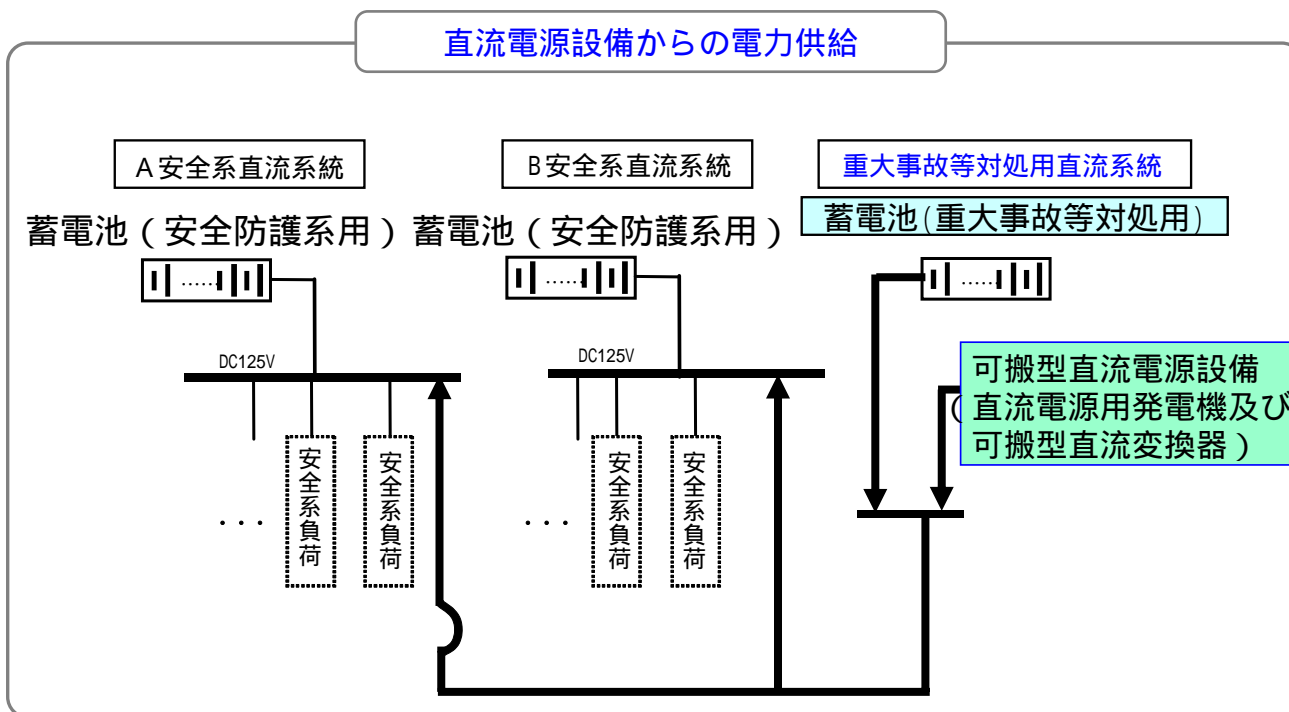 直流電源設備からの電力供給
A安全系直流系統
B安全系直流系統
重大事故等対処用直流系統
蓄電池（安全防護系用）
蓄電池（安全防護系用）
蓄電池(重大事故等対処用)
......
......
......
DC125V
DC125V
可搬型直流電源設備
（直流電源用発電機及び
可搬型直流変換器）
安全系負荷
安全系負荷
安全系負荷
安全系負荷
・・・
・・・